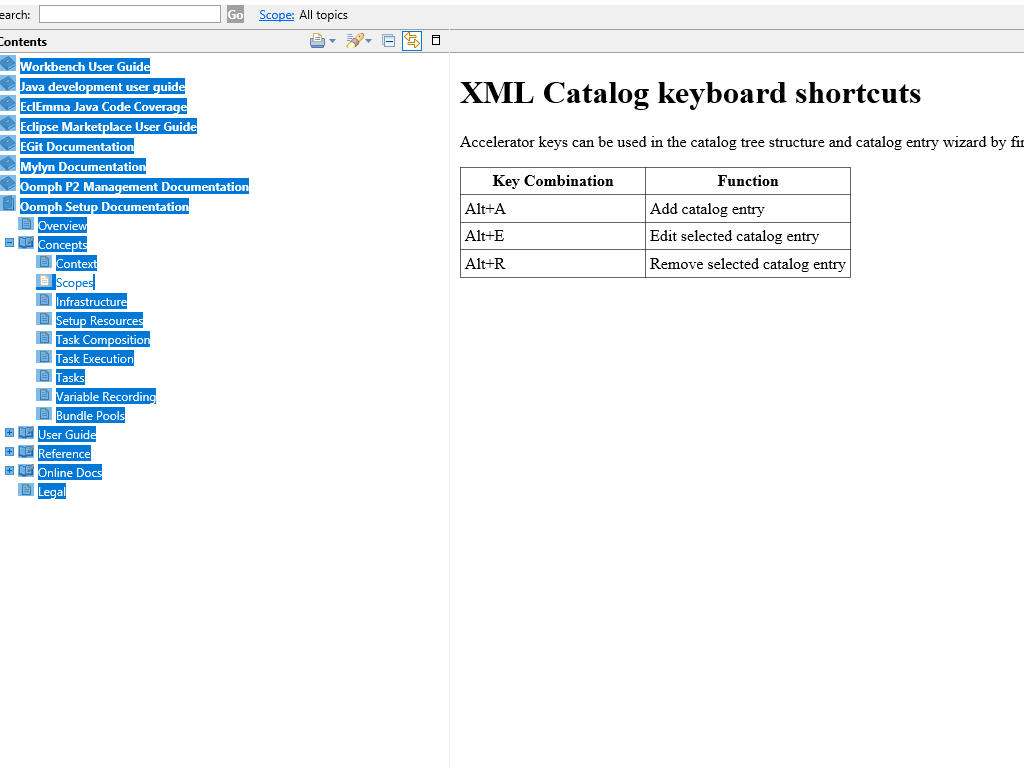 earch:
Go
Scope: All topics
Contents
Workbench User Guide
Java development user guide
EclEmma Java Code Coverage
Eclipse Marketplace User Guide
EGit Documentation
Mylyn Documentation
Oomph P2 Management Documentation
Oomph Setup Documentation
Overview
Concepts
Context
Scopes
Infrastructure
Setup Resources
Task Composition
Task Execution
Tasks
Variable Recording
Bundle Pools
User Guide
Reference
Online Docs
Legal
XML Catalog keyboard shortcuts
Accelerator keys can be used in the catalog tree structure and catalog entry wizard by fir
Key Combination Function
Alt+A Add catalog entry
Alt+E Edit selected catalog entry
Alt+R Remove selected catalog entry